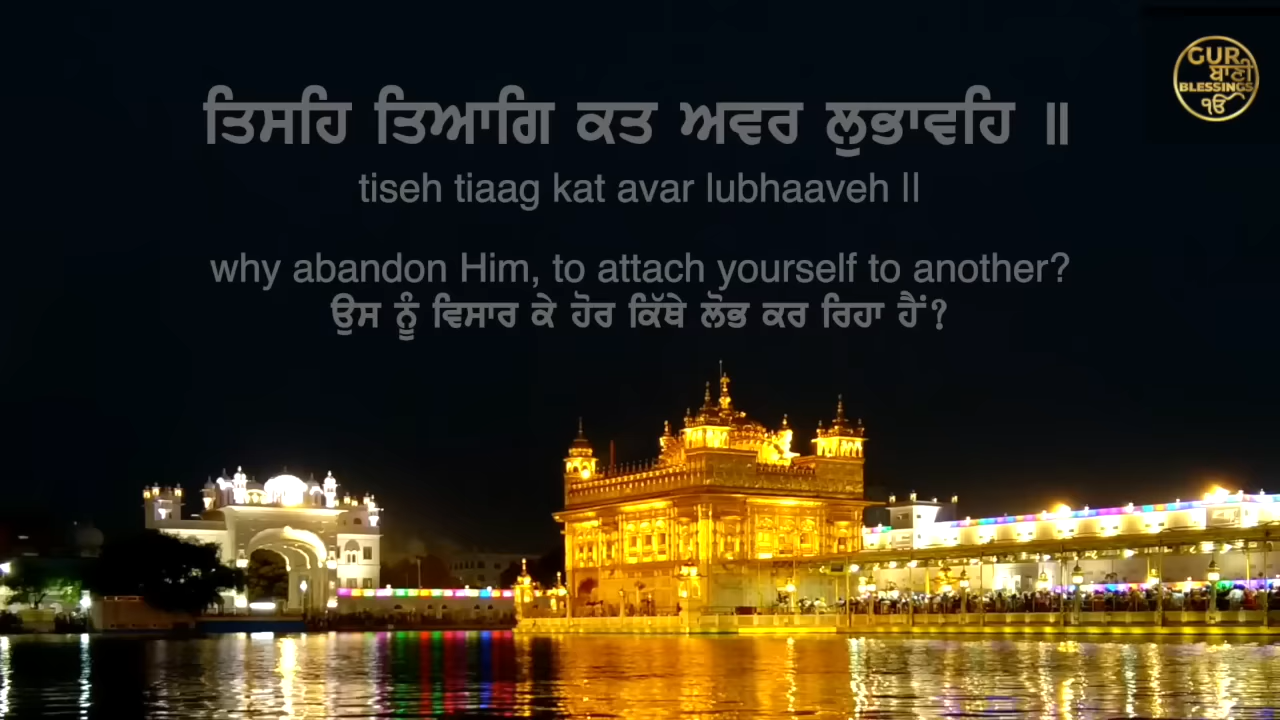 GUR
ਬਾਣੀ
BLESSINGS
ੴ
ਤਿਸਹਿ ਤਿਆਗਿ ਕਤ ਅਵਰ ਲੁਭਾਵਹਿ ॥
tiseh tiaag kat avar lubhaaveh ||
why abandon Him, to attach yourself to another?
ਉਸ ਨੂੰ ਵਿਸਾਰ ਕੇ ਹੋਰ ਕਿੱਥੇ ਲੋਭ ਕਰ ਰਿਹਾ ਹੈਂ?